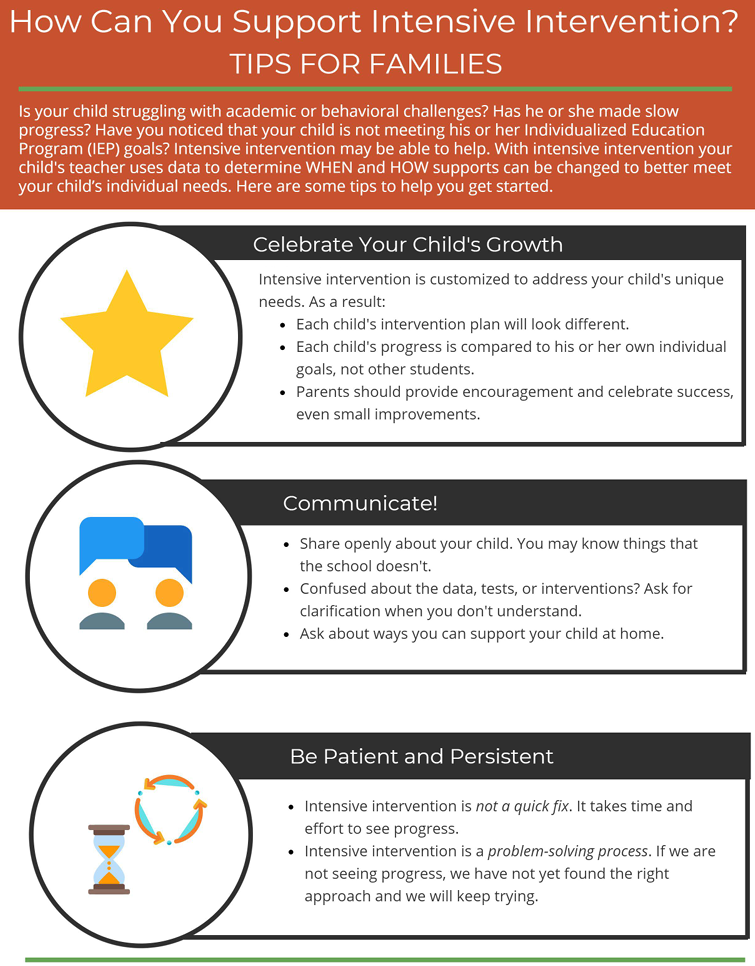 How Can You Support Intensive Intervention?
TIPS FOR FAMILIES
Is your child struggling with academic or behavioral challenges? Has he or she made slow
progress? Have you noticed that your child is not meeting his or her Individualized Education
Program (IEP) goals? Intensive intervention may be able to help. With intensive intervention your
child's teacher uses data to determine WHEN and HOW supports can be changed to better meet
your child’s individual needs. Here are some tips to help you get started.
Celebrate Your Child's Growth
Intensive intervention is customized to address your child's unique
needs. As a result:
• Each child's intervention plan will look different.
• Each child's progress is compared to his or her own individual
goals, not other students.
• Parents should provide encouragement and celebrate success,
even small improvements.
Communicate!
• Share openly about your child. You may know things that
the school doesn't.
• Confused about the data, tests, or interventions? Ask for
clarification when you don't understand.
• Ask about ways you can support your child at home.
Be Patient and Persistent
• Intensive intervention is not a quick fix. It takes time and
effort to see progress.
• Intensive intervention is a problem-solving process. If we are
not seeing progress, we have not yet found the right
approach and we will keep trying.